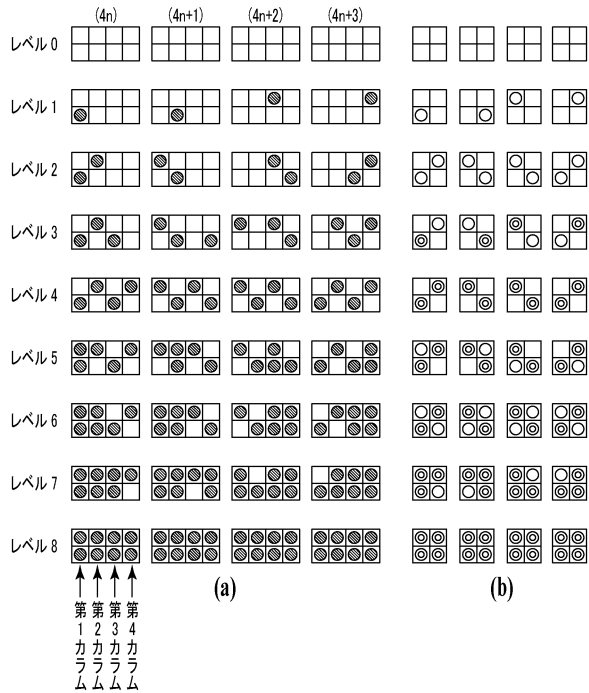 (4n) (4n+1) (4n+2) (4n+3)
レベル 0
レベル 1
レベル 2
レベル 3
レベル 4
レベル 5
レベル 6
レベル 7
レベル 8
(a) (b)
第1カラム
第2カラム
第3カラム
第4カラム